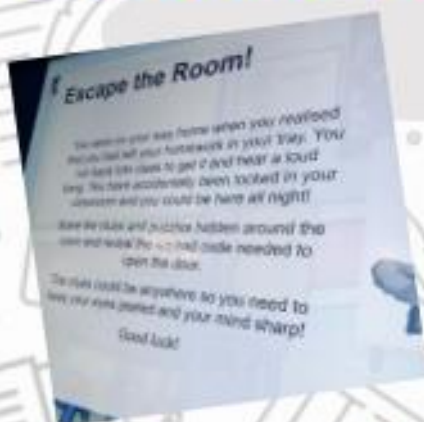 Escape the Room!
on your way home when you realised
that you had left your homework in your tray. You
run back into class to get it and hear a loud
bang. You have accidentally been locked in your
classroom and you could be here all night!
Solve the clues and puzzles hidden around the
room and reveal the code needed to
open the door.
The clues could be anywhere so you need to
keep your eyes peeled and your mind sharp!
Good luck!